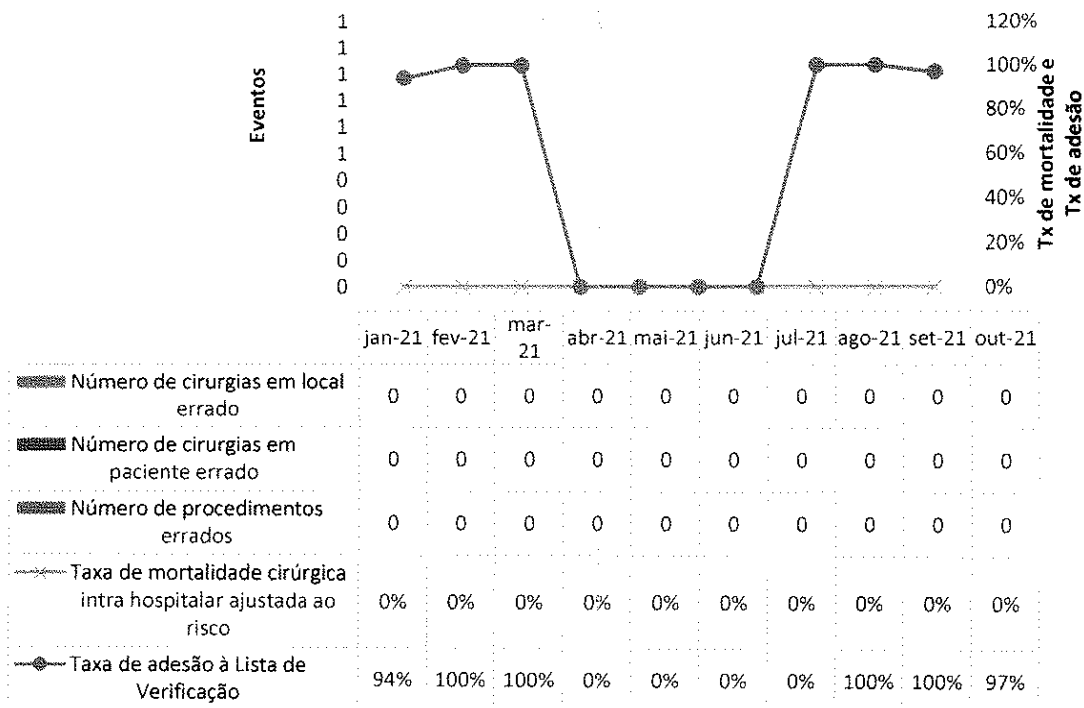 Eventos
1
1
1
1
1
1
0
0
0
0
0
120%
100%
80%
60%
40%
20%
0%
Tx de mortalidade e
Tx de adesão
jan-21 fev-21 mar-21 abr-21 mai-21 jun-21 jul-21 ago-21 set-21 out-21
Número de cirurgias em local
errado
0 0 0 0 0 0 0 0 0 0
Número de cirurgias em
paciente errado
0 0 0 0 0 0 0 0 0 0
Número de procedimentos
errados
0 0 0 0 0 0 0 0 0 0
Taxa de mortalidade cirúrgica
intra hospitalar ajustada ao
risco
0% 0% 0% 0% 0% 0% 0% 0% 0% 0%
Taxa de adesão à Lista de
Verificação
94% 100% 100% 0% 0% 0% 0% 100% 100% 97%